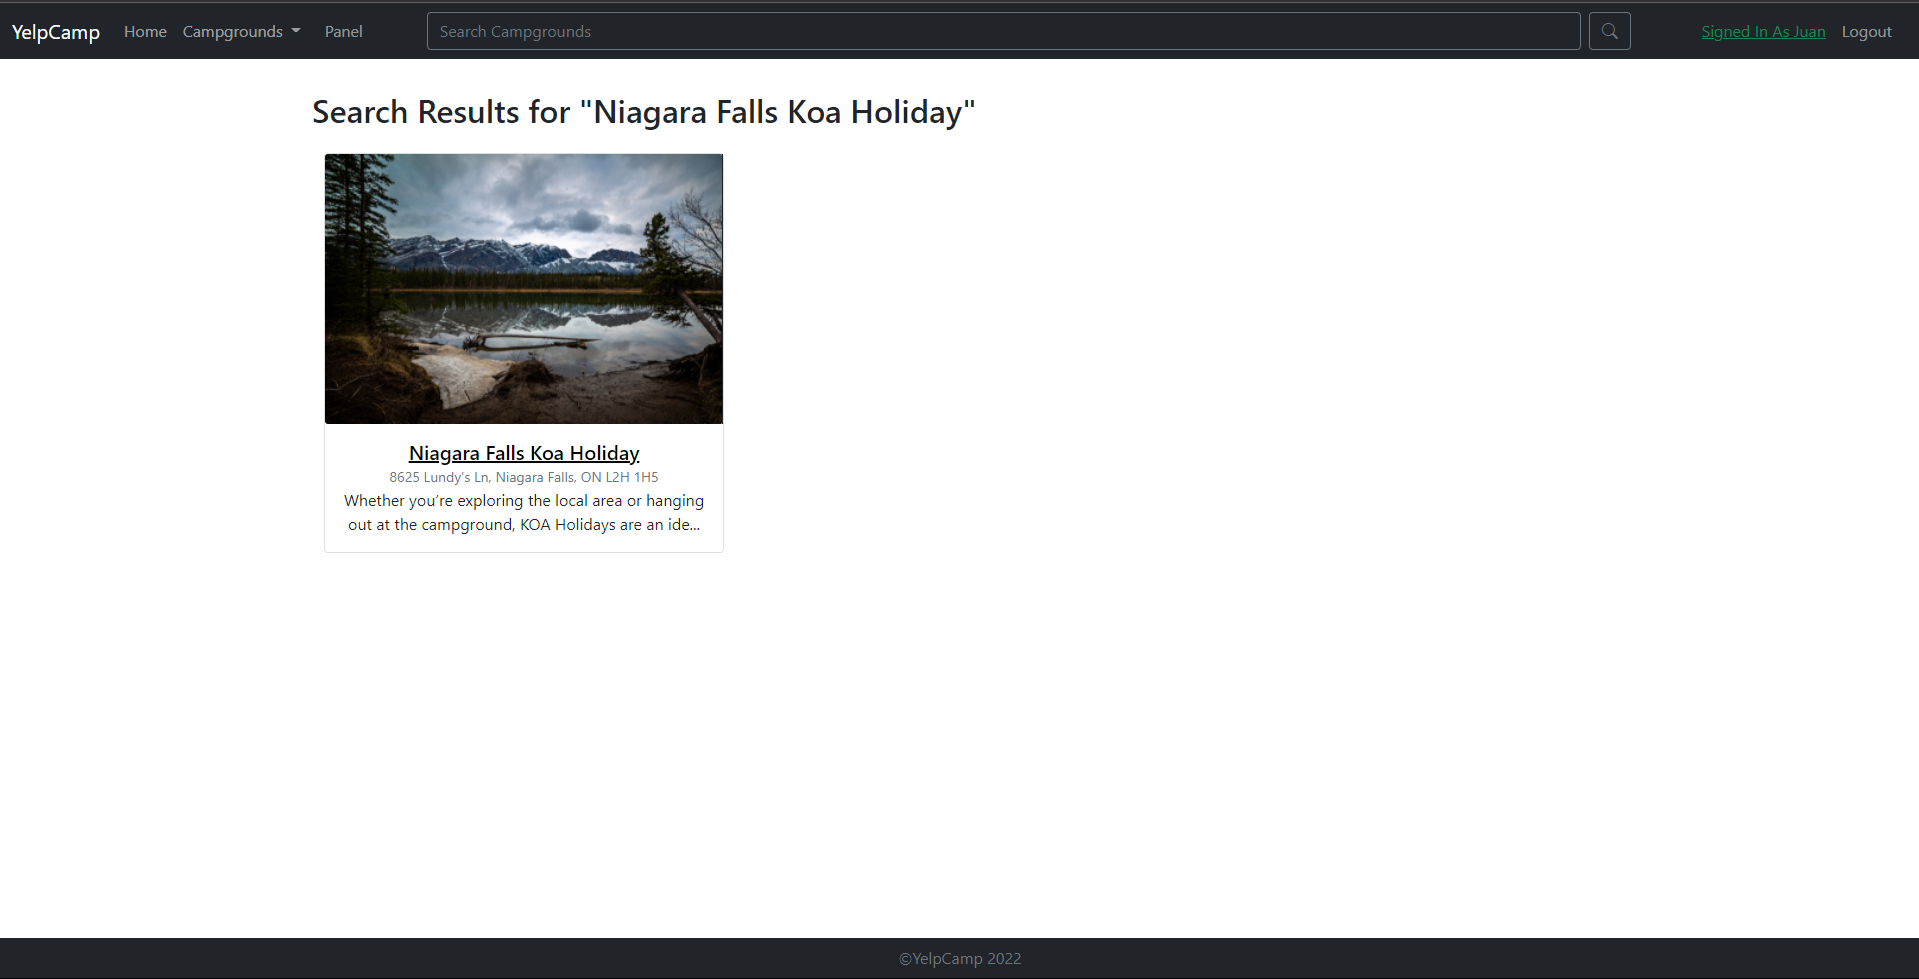 YelpCamp Home Campgrounds Panel Search Campgrounds Signed In As Juan Logout
Search Results for "Niagara Falls Koa Holiday"
Niagara Falls Koa Holiday
8625 Lundy's Ln, Niagara Falls, ON L2H 1H5
Whether you’re exploring the local area or hanging
out at the campground, KOA Holidays are an ide...
©YelpCamp 2022